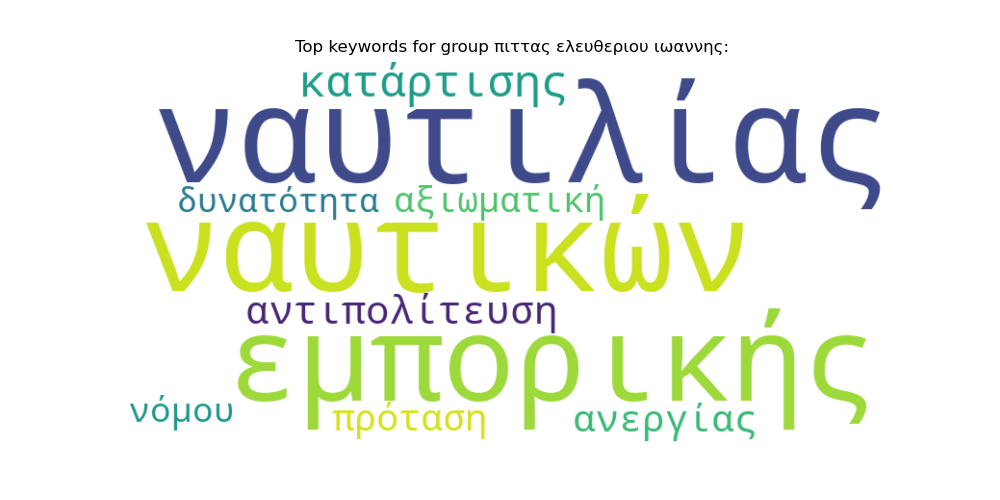 Top keywords for group πιττας ελευθεριου ιωαννης:
κατάρτισης
ναυτιλίας
δυνατότητα αξιωματική
ναυτικών
αντιπολίτευση
εμπορικής
νόμου πρόταση ανεργίας